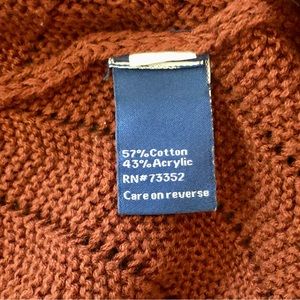 57%Cotton
43%Acrylic
RN#73352
Care on reverse